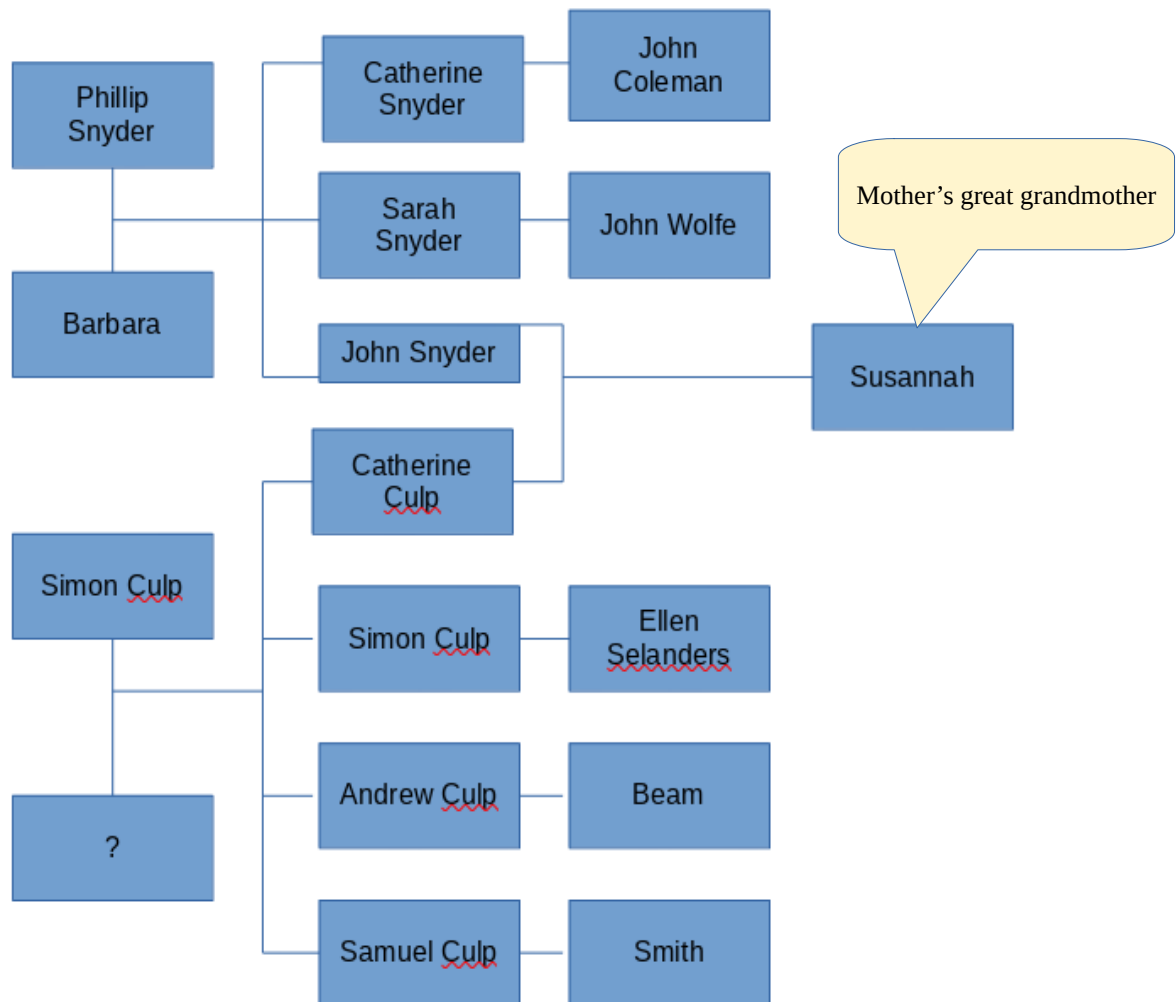 Phillip
Snyder
Barbara
Catherine
Snyder
John
Coleman
Sarah
Snyder
John Wolfe
John Snyder
Mother’s great grandmother
Susannah
Catherine
Culp
Simon Culp
?
Simon Culp
Ellen
Selanders
Andrew Culp
Beam
Samuel Culp
Smith